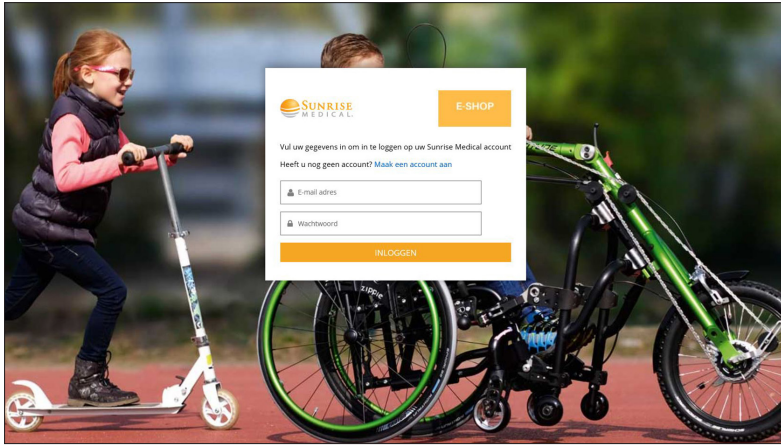 SUNRISE
MEDICAL.
E-SHOP
Vul uw gegevens in om in te loggen op uw Sunrise Medical account
Heeft u nog geen account? Maak een account aan
E-mail adres
Wachtwoord
INLOGGEN
zippie